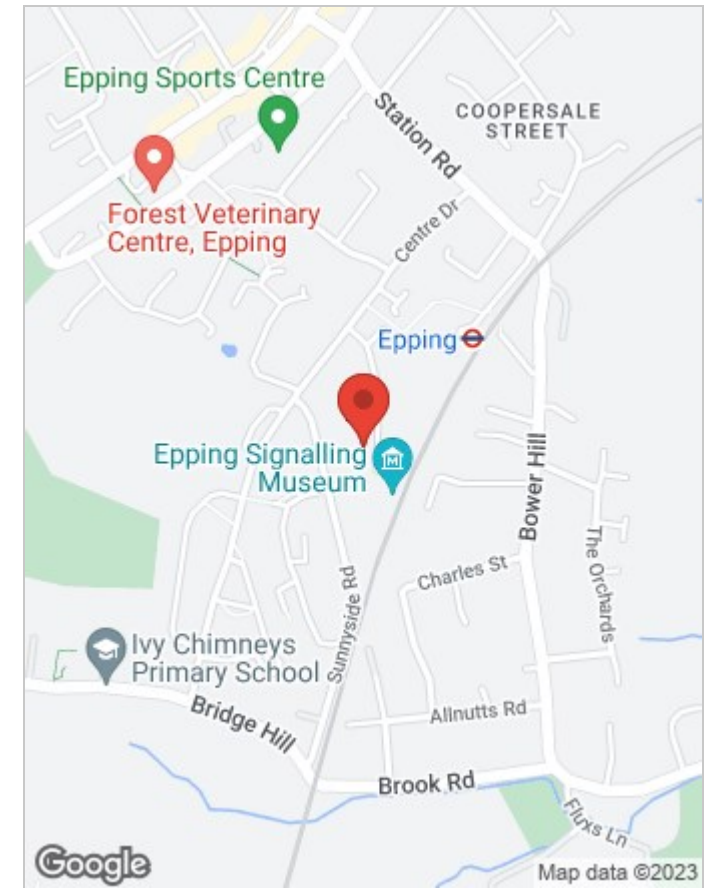 Epping Sports Centre
Station Rd
COOPERSALE
STREET
Forest Veterinary
Centre, Epping
Centre Dr
Epping
Epping Signalling
Museum
M
Bower Hill
The Orchards
Charles St
Sunnyside Rd
Ivy Chimneys
Primary School
Bridge Hill
Allnutts Rd
Brook Rd
Fluxs Ln
Google
Map data ©2023